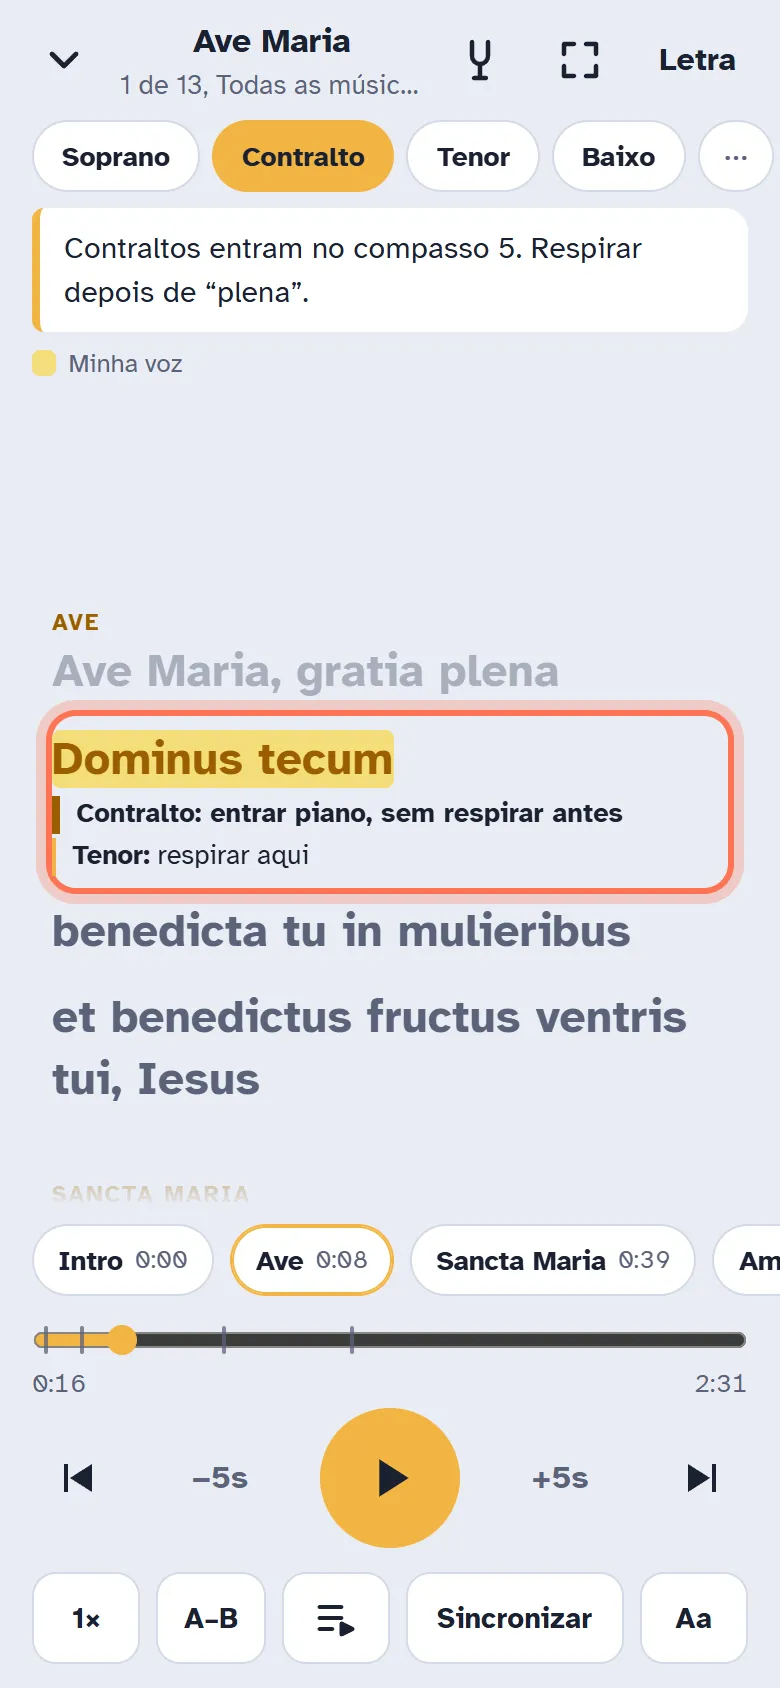 Ave Maria
1 de 13, Todas as músic...
Letra
Soprano
Contralto
Tenor
Baixo
...
Contraltos entram no compasso 5. Respirar
depois de “plena”.
Minha voz
AVE
Ave Maria, gratia plena
Dominus tecum
Contralto: entrar piano, sem respirar antes
Tenor: respirar aqui
benedicta tu in mulieribus
et benedictus fructus ventris
tui, Iesus
SANCTA MARIA
Intro 0:00
Ave 0:08
Sancta Maria 0:39
Am
0:16
2:31
−5s
+5s
1×
A–B
Sincronizar
Aa